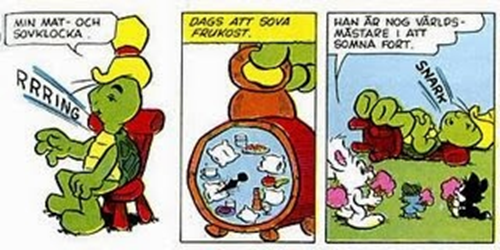 MIN MAT- OCH
SOVKLOCKA.
RRRING
DAGS ATT SOVA
FRUKOST.
HAN ÄR NOG VÄRLDS-
MÄSTARE I ATT
SOMNA FORT.
SNARK